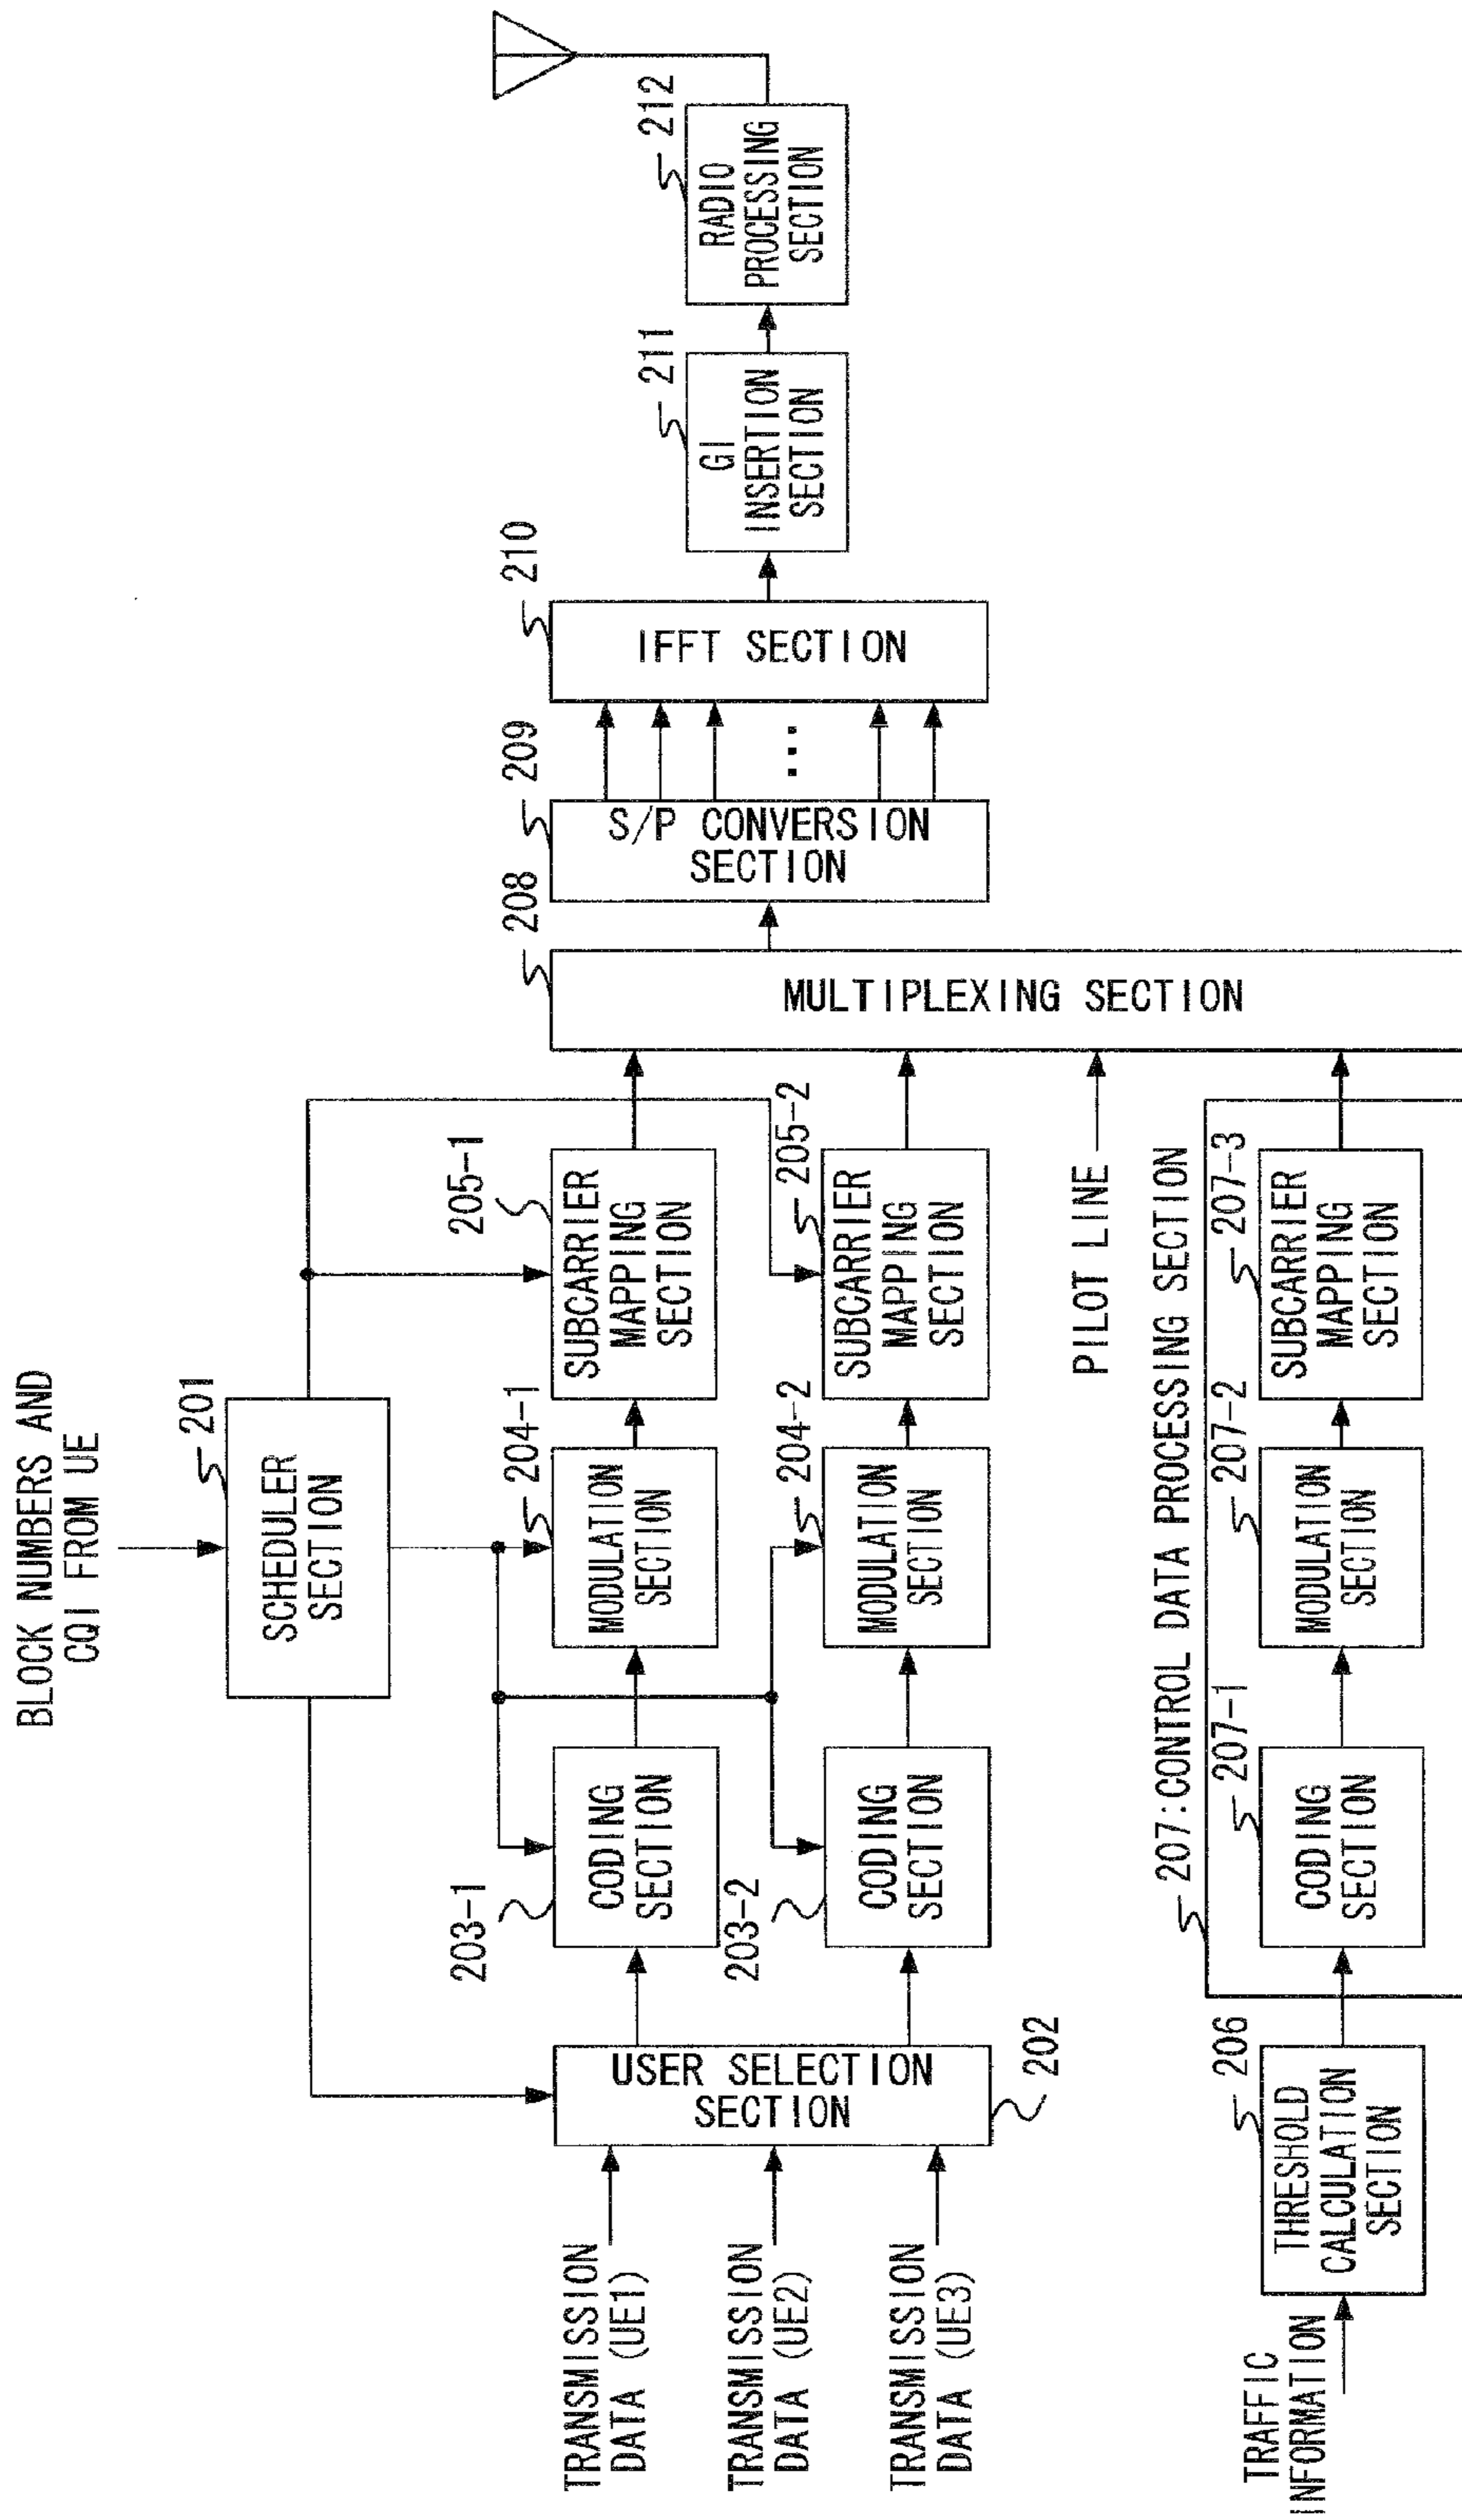 BLOCK NUMBERS AND
CQI FROM UE
201
SCHEDULER
SECTION
TRANSMISSION
DATA (UE1)
TRANSMISSION
DATA (UE2)
TRANSMISSION
DATA (UE3)
USER SELECTION
SECTION
202
203-1
CODING
SECTION
204-1
MODULATION
SECTION
205-1
SUBCARRIER
MAPPING
SECTION
203-2
CODING
SECTION
204-2
MODULATION
SECTION
205-2
SUBCARRIER
MAPPING
SECTION
PILOT LINE
TRAFFIC
INFORMATION
206
THRESHOLD
CALCULATION
SECTION
207:CONTROL DATA PROCESSING SECTION
207-1
CODING
SECTION
207-2
MODULATION
SECTION
207-3
SUBCARRIER
MAPPING
SECTION
208
MULTIPLEXING SECTION
209
S/P CONVERSION
SECTION
...
210
IFFT SECTION
211
GI
INSERTION
SECTION
212
RADIO
PROCESSING
SECTION